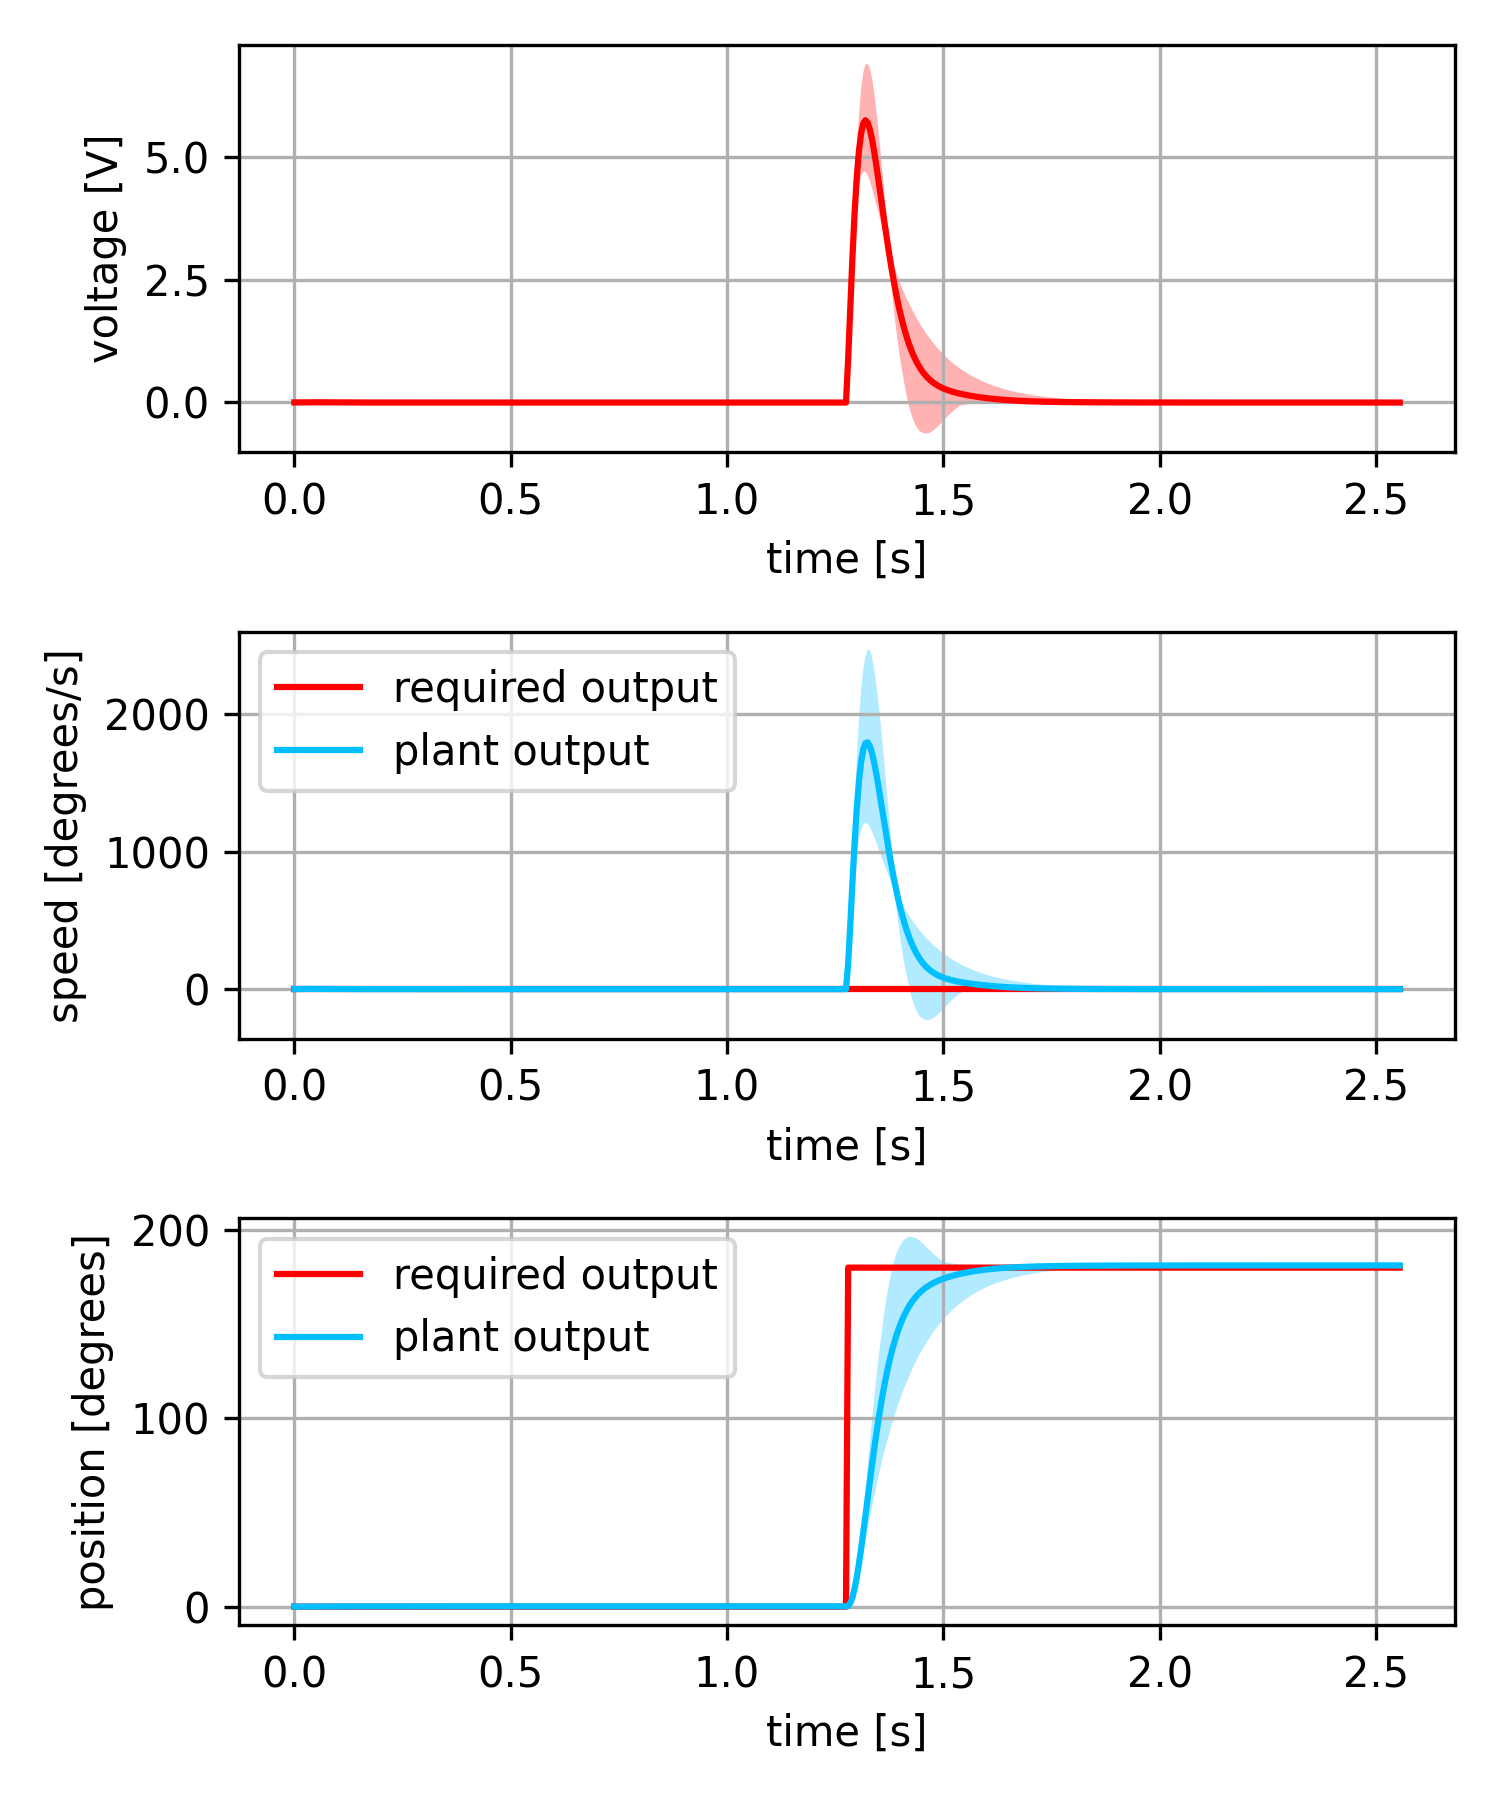 voltage [V]
5.0
2.5
0.0
0.0 0.5 1.0 1.5 2.0 2.5
time [s]
speed [degrees/s]
2000
1000
0
required output
plant output
0.0 0.5 1.0 1.5 2.0 2.5
time [s]
position [degrees]
200
100
0
required output
plant output
0.0 0.5 1.0 1.5 2.0 2.5
time [s]